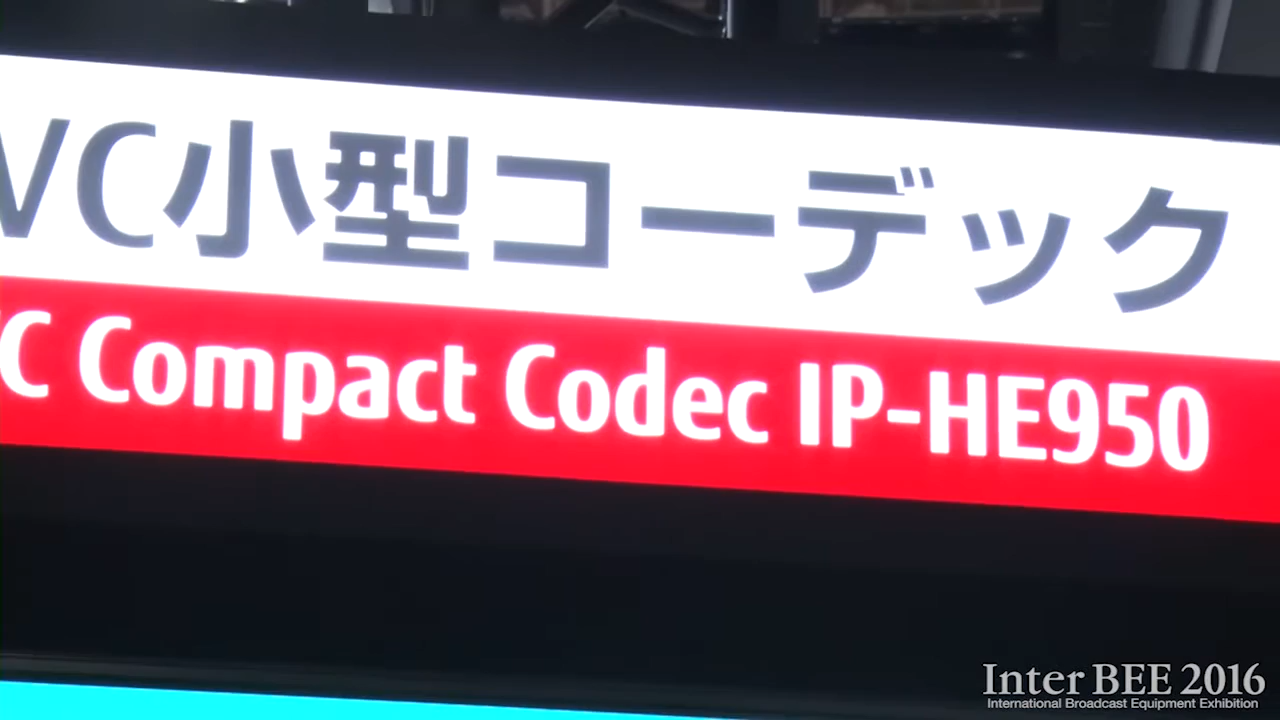 VC小型コーデック
C Compact Codec IP-HE950
Inter BEE 2016
International Broadcast Equipment Exhibition